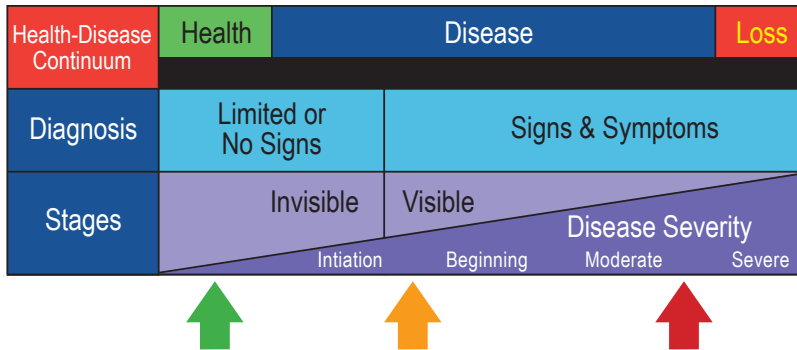 Health-Disease
Continuum
Health
Disease
Loss
Diagnosis
Limited or
No Signs
Signs & Symptoms
Stages
Invisible
Visible
Disease Severity
Intiation
Beginning
Moderate
Severe